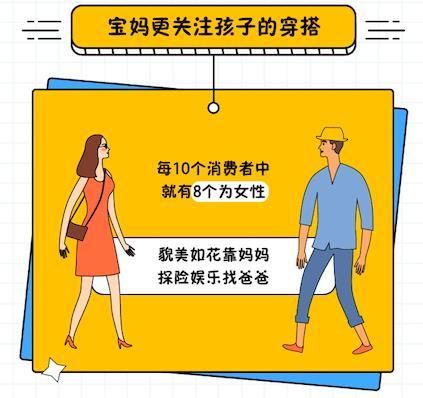 宝妈更关注孩子的穿搭
每10个消费者中
就有8个为女性
貌美如花靠妈妈
探险娱乐找爸爸